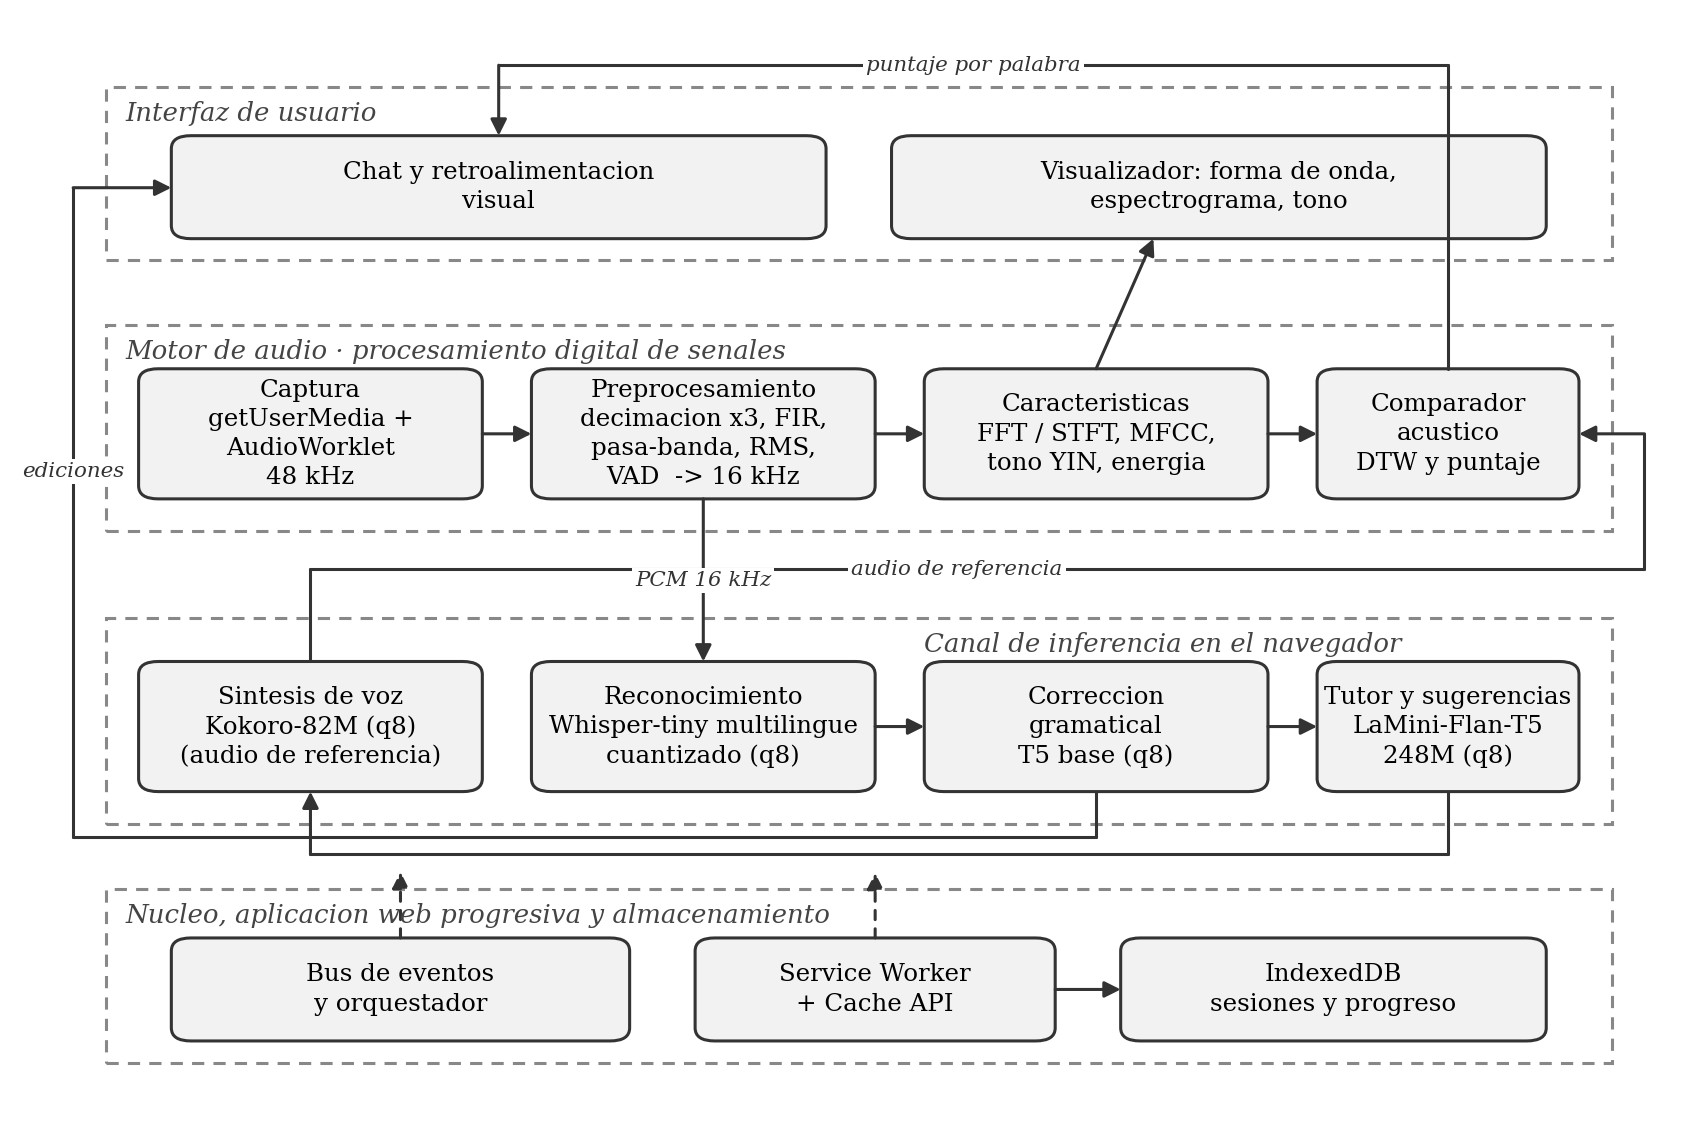 puntaje por palabra
Interfaz de usuario
Chat y retroalimentacion
visual
Visualizador: forma de onda,
espectrograma, tono
Motor de audio · procesamiento digital de senales
Captura
getUserMedia +
AudioWorklet
48 kHz
Preprocesamiento
decimacion x3, FIR,
pasa-banda, RMS,
VAD  -> 16 kHz
Caracteristicas
FFT / STFT, MFCC,
tono YIN, energia
Comparador
acustico
DTW y puntaje
ediciones
audio de referencia
PCM 16 kHz
Canal de inferencia en el navegador
Sintesis de voz
Kokoro-82M (q8)
(audio de referencia)
Reconocimiento
Whisper-tiny multilingue
cuantizado (q8)
Correccion
gramatical
T5 base (q8)
Tutor y sugerencias
LaMini-Flan-T5
248M (q8)
Nucleo, aplicacion web progresiva y almacenamiento
Bus de eventos
y orquestador
Service Worker
+ Cache API
IndexedDB
sesiones y progreso